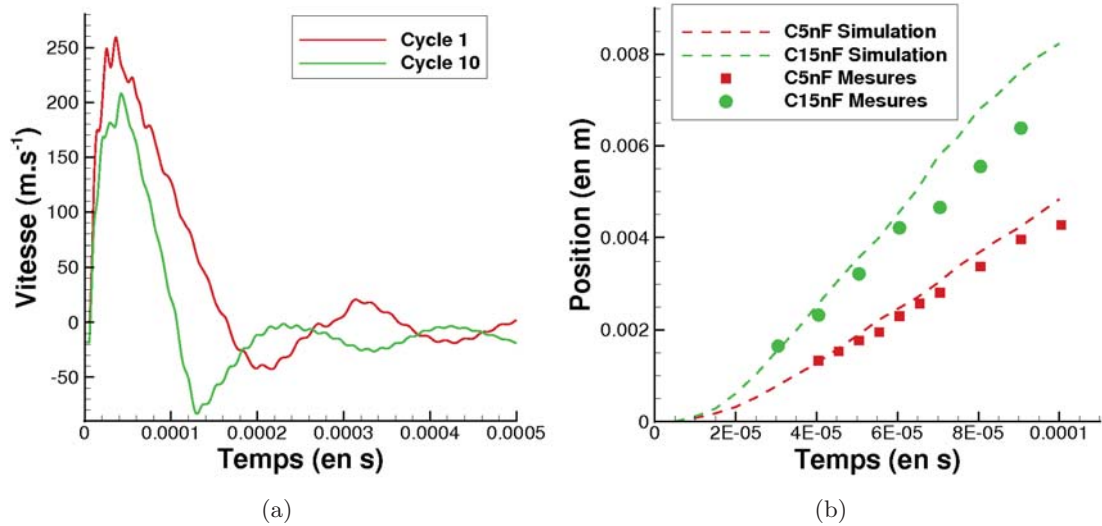 Vitesse (m.s-1)
250
200
150
100
50
0
-50
Cycle 1
Cycle 10
0
0.0001
0.0002
0.0003
0.0004
0.0005
Temps (en s)
(a)
Position (en m)
0.008
0.006
0.004
0.002
0
C5nF Simulation
C15nF Simulation
C5nF Mesures
C15nF Mesures
0
2E-05
4E-05
6E-05
8E-05
0.0001
Temps (en s)
(b)